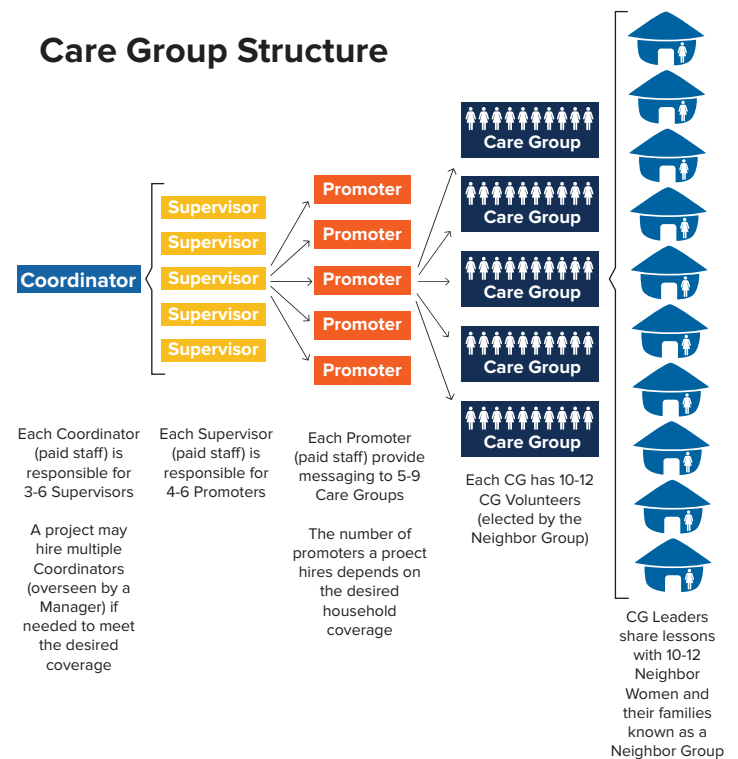 Care Group Structure
Coordinator
Supervisor
Supervisor
Supervisor
Supervisor
Supervisor
Promoter
Promoter
Promoter
Promoter
Promoter
Care Group
Care Group
Care Group
Care Group
Care Group
Each Coordinator
(paid staff) is
responsible for
3-6 Supervisors
A project may
hire multiple
Coordinators
(overseen by a
Manager) if
needed to meet
the desired
coverage
Each Supervisor
(paid staff) is
responsible for
4-6 Promoters
Each Promoter
(paid staff) provide
messaging to 5-9
Care Groups
The number of
promoters a proect
hires depends on
the desired
household
coverage
Each CG has 10-12
CG Volunteers
(elected by the
Neighbor Group)
CG Leaders
share lessons
with 10-12
Neighbor
Women and
their families
known as a
Neighbor Group